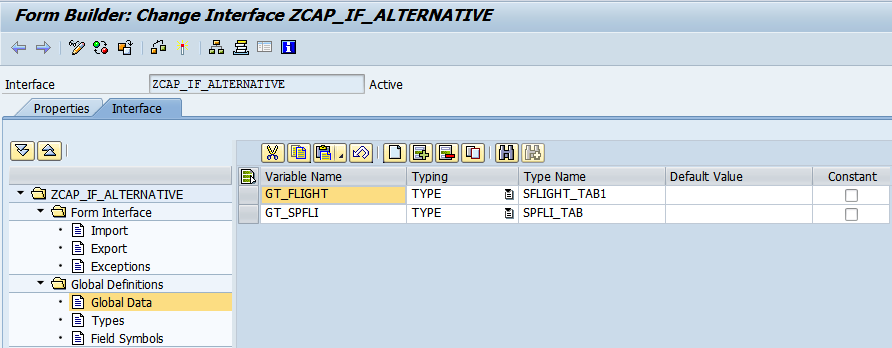 Form Builder: Change Interface ZCAP_IF_ALTERNATIVE
Interface ZCAP_IF_ALTERNATIVE Active
Properties Interface
Variable Name Typing Type Name Default Value Constant
GT_FLIGHT TYPE SFLIGHT_TAB1
GT_SPFLI TYPE SPFLI_TAB
ZCAP_IF_ALTERNATIVE
Form Interface
Import
Export
Exceptions
Global Definitions
Global Data
Types
Field Symbols